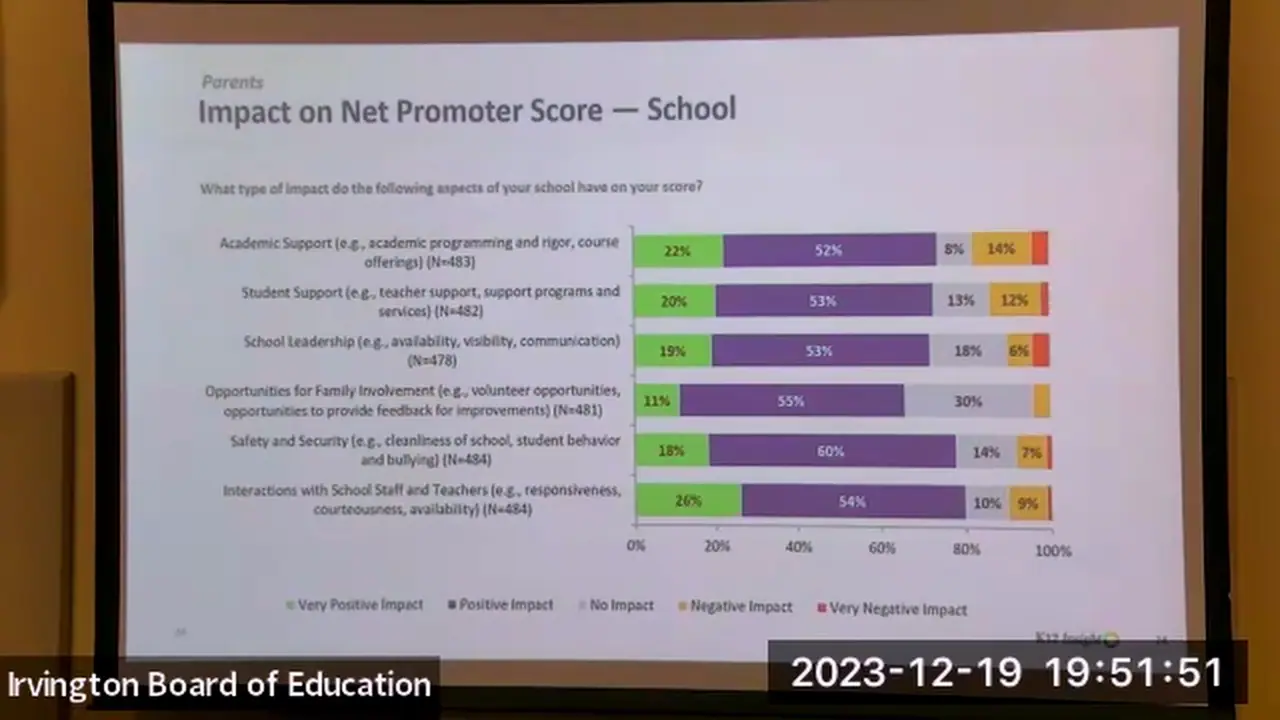 Parents
Impact on Net Promoter Score — School
What type of impact do the following aspects of your school have on your score?
Academic Support (e.g., academic programming and rigor, course
offerings) (N=483)
22% 52% 8% 14%
Student Support (e.g., teacher support, support programs and
services) (N=482)
20% 53% 13% 12%
School Leadership (e.g., availability, visibility, communication)
(N=478)
19% 53% 18% 6%
Opportunities for Family Involvement (e.g., volunteer opportunities,
opportunities to provide feedback for improvements) (N=481)
11% 55% 30%
Safety and Security (e.g., cleanliness of school, student behavior
and bullying) (N=484)
18% 60% 14% 7%
Interactions with School Staff and Teachers (e.g., responsiveness,
courteousness, availability) (N=484)
26% 54% 10% 9%
0% 20% 40% 60% 80% 100%
Very Positive Impact Positive Impact No Impact Negative Impact Very Negative Impact
K12 Insight
Irvington Board of Education
2023-12-19 19:51:51